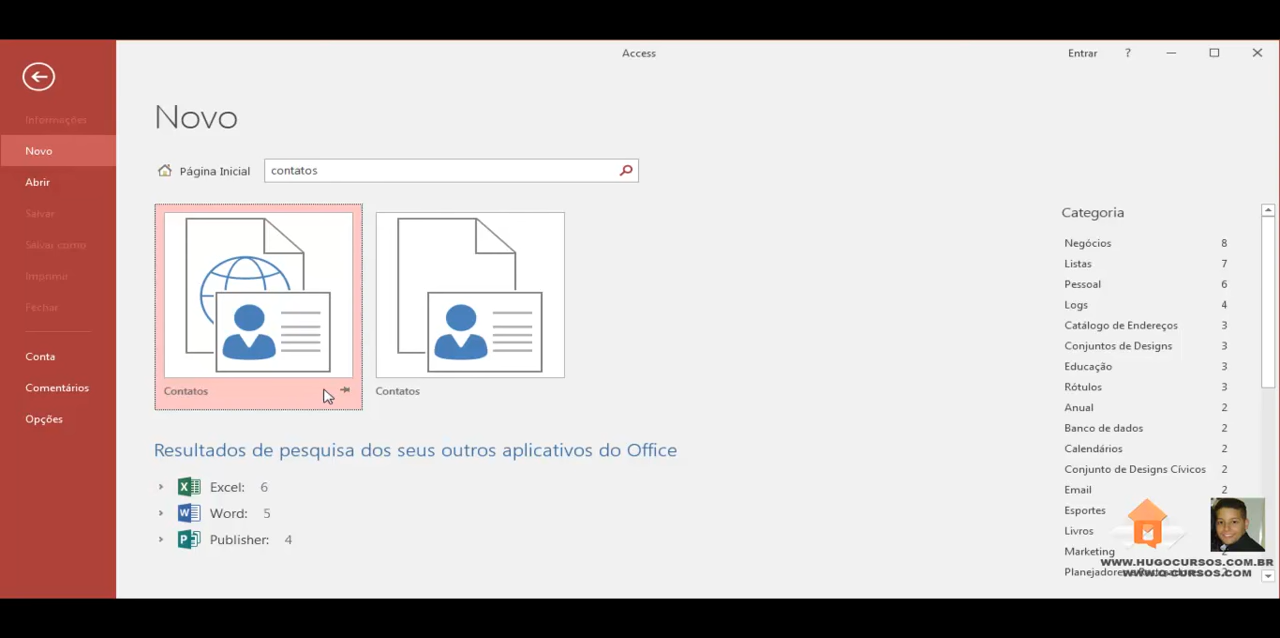 Access
Entrar ?
Informações
Novo
Abrir
Salvar
Salvar como
Imprimir
Fechar
Conta
Comentários
Opções
Novo
Página Inicial
contatos
Contatos
Contatos
Resultados de pesquisa dos seus outros aplicativos do Office
Excel: 6
Word: 5
Publisher: 4
Categoria
Negócios 8
Listas 7
Pessoal 6
Logs 4
Catálogo de Endereços 3
Conjuntos de Designs 3
Educação 3
Rótulos 3
Anual 2
Banco de dados 2
Calendários 2
Conjunto de Designs Cívicos 2
Email 2
Esportes
Livros
Marketing 2
WWW.HUGOCURSOS.COM.BR